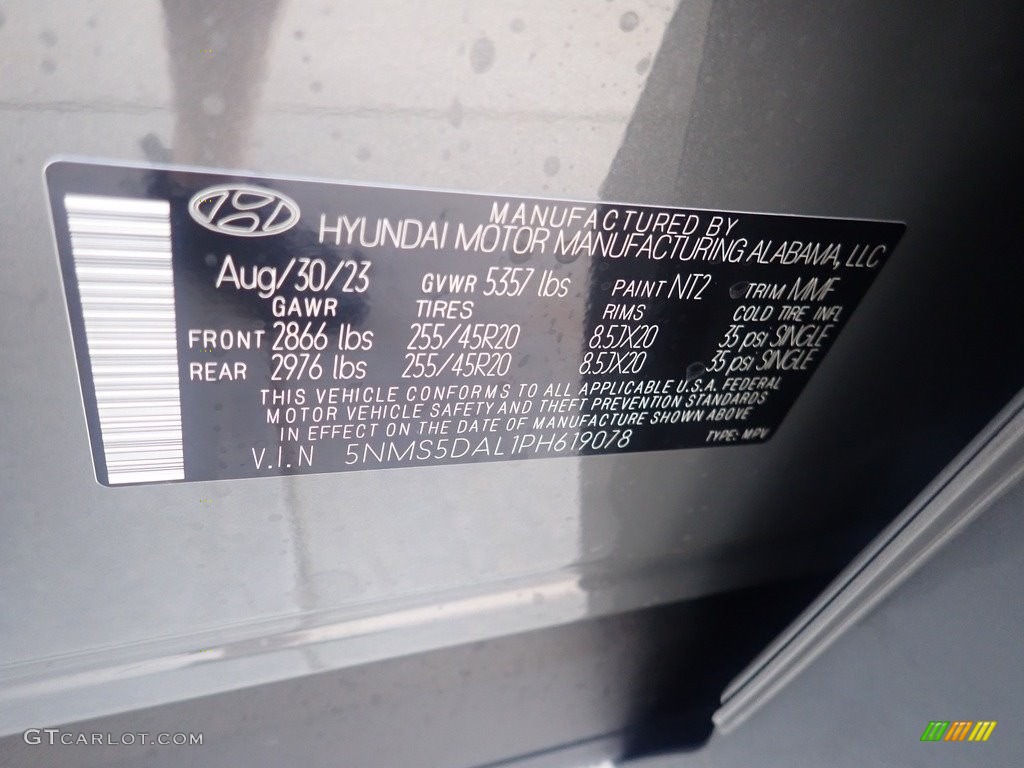 MANUFACTURED BY
HYUNDAI MOTOR MANUFACTURING ALABAMA, LLC
Aug/30/23 GVWR 5357 lbs PAINT NT2 TRIM MMF
GAWR TIRES RIMS COLD TIRE INFL
FRONT 2866 lbs 255/45R20 8.5JX20 35 psi SINGLE
REAR 2976 lbs 255/45R20 8.5JX20 35 psi SINGLE
THIS VEHICLE CONFORMS TO ALL APPLICABLE U.S.A. FEDERAL
MOTOR VEHICLE SAFETY AND THEFT PREVENTION STANDARDS
IN EFFECT ON THE DATE OF MANUFACTURE SHOWN ABOVE
V.I.N 5NMS5DAL1PH619078 TYPE: MPV
GTCARLOT.COM